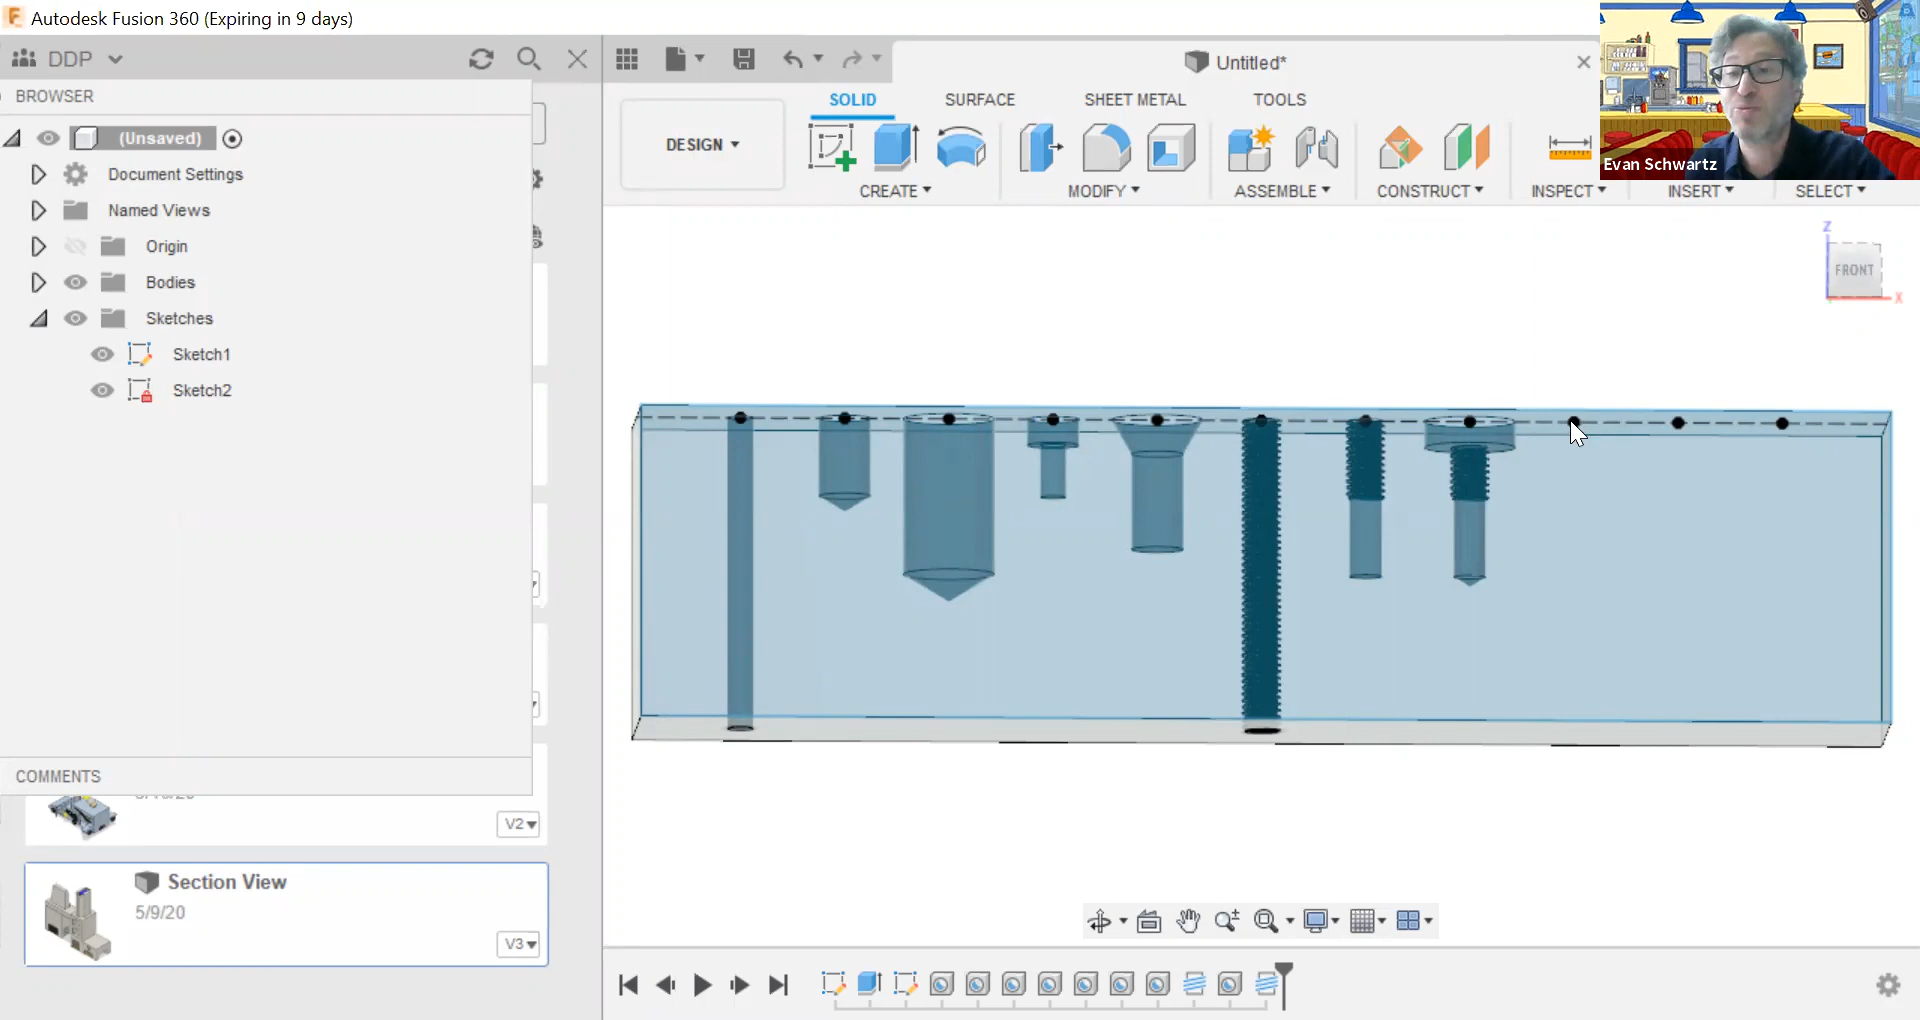 Autodesk Fusion 360 (Expiring in 9 days)
DDP
Untitled*
BROWSER
(Unsaved)
Document Settings
Named Views
Origin
Bodies
Sketches
Sketch1
Sketch2
COMMENTS
V2
Section View
5/9/20
V3
SOLID SURFACE SHEET METAL TOOLS
DESIGN
CREATE MODIFY ASSEMBLE CONSTRUCT INSPECT INSERT SELECT
Evan Schwartz
Z
FRONT
X